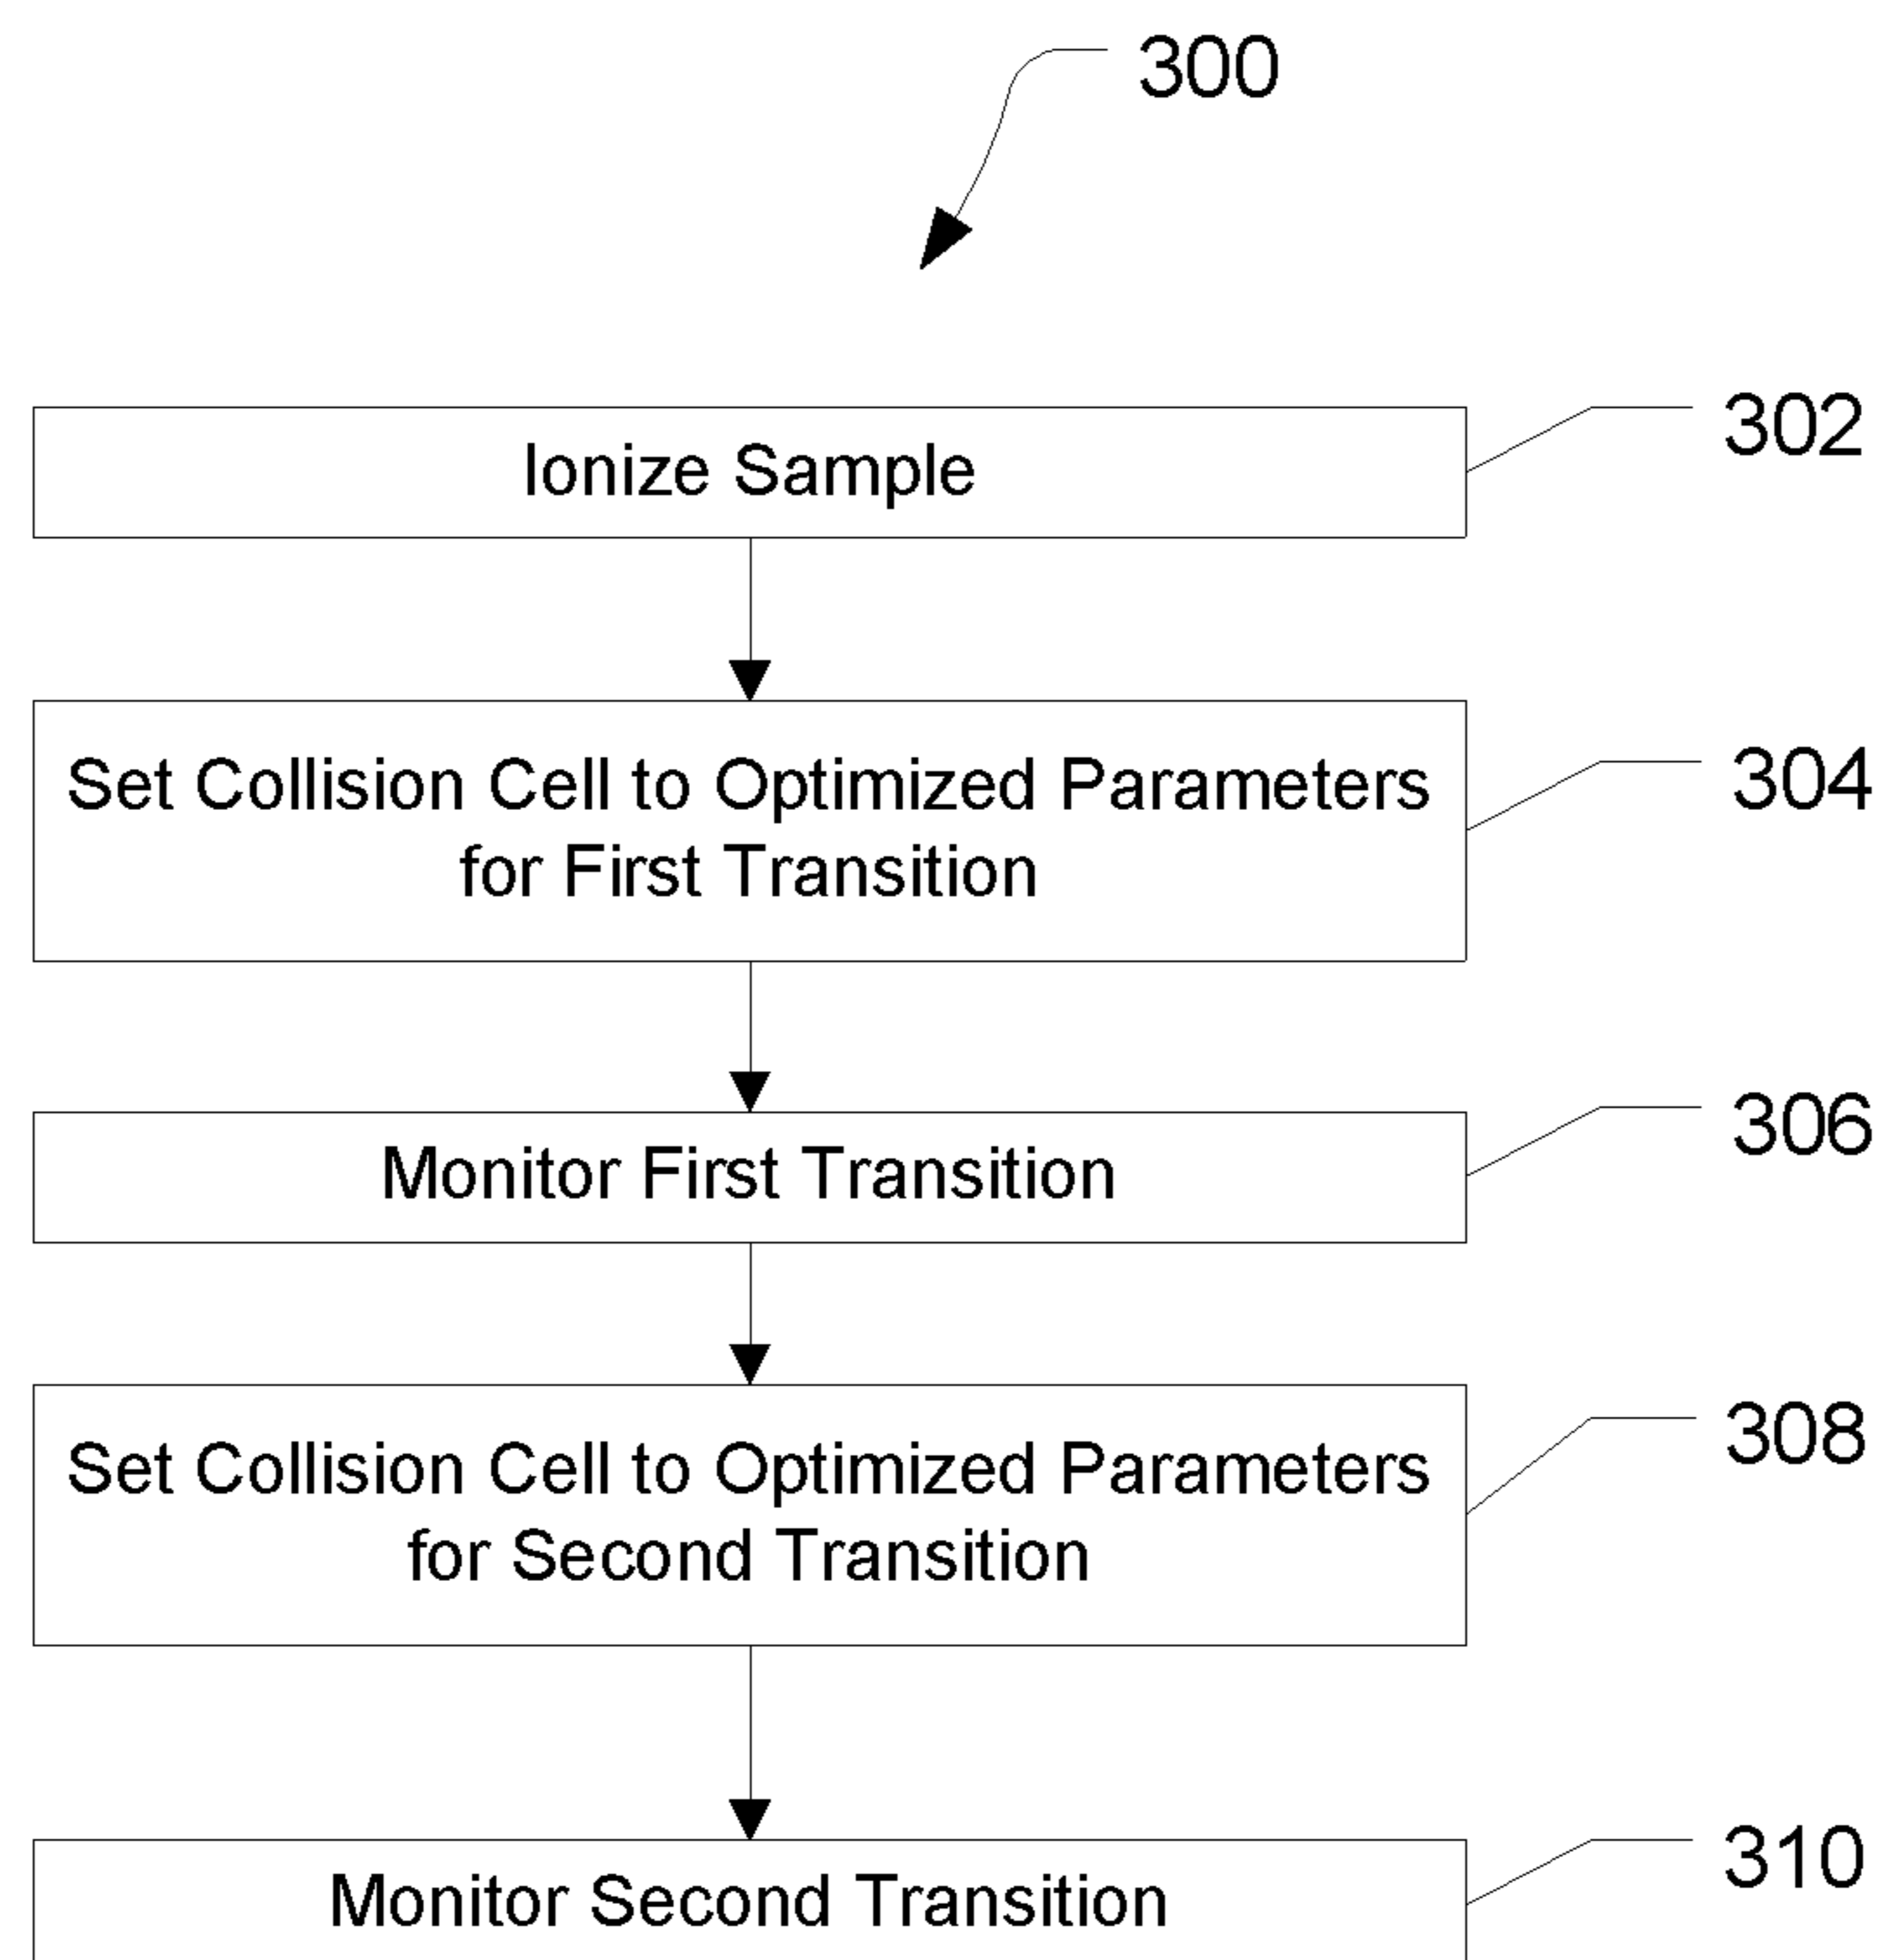 300
Ionize Sample
302
Set Collision Cell to Optimized Parameters
for First Transition
304
Monitor First Transition
306
Set Collision Cell to Optimized Parameters
for Second Transition
308
Monitor Second Transition
310